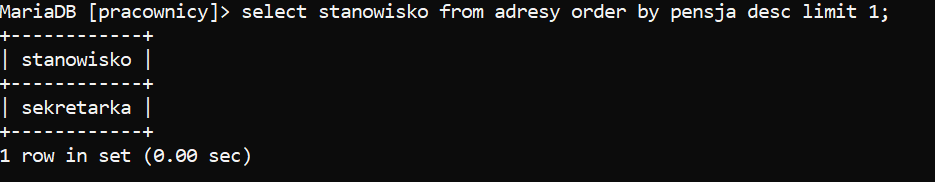 MariaDB [pracownicy]> select stanowisko from adresy order by pensja desc limit 1;
+------------+
| stanowisko |
+------------+
| sekretarka |
+------------+
1 row in set (0.00 sec)